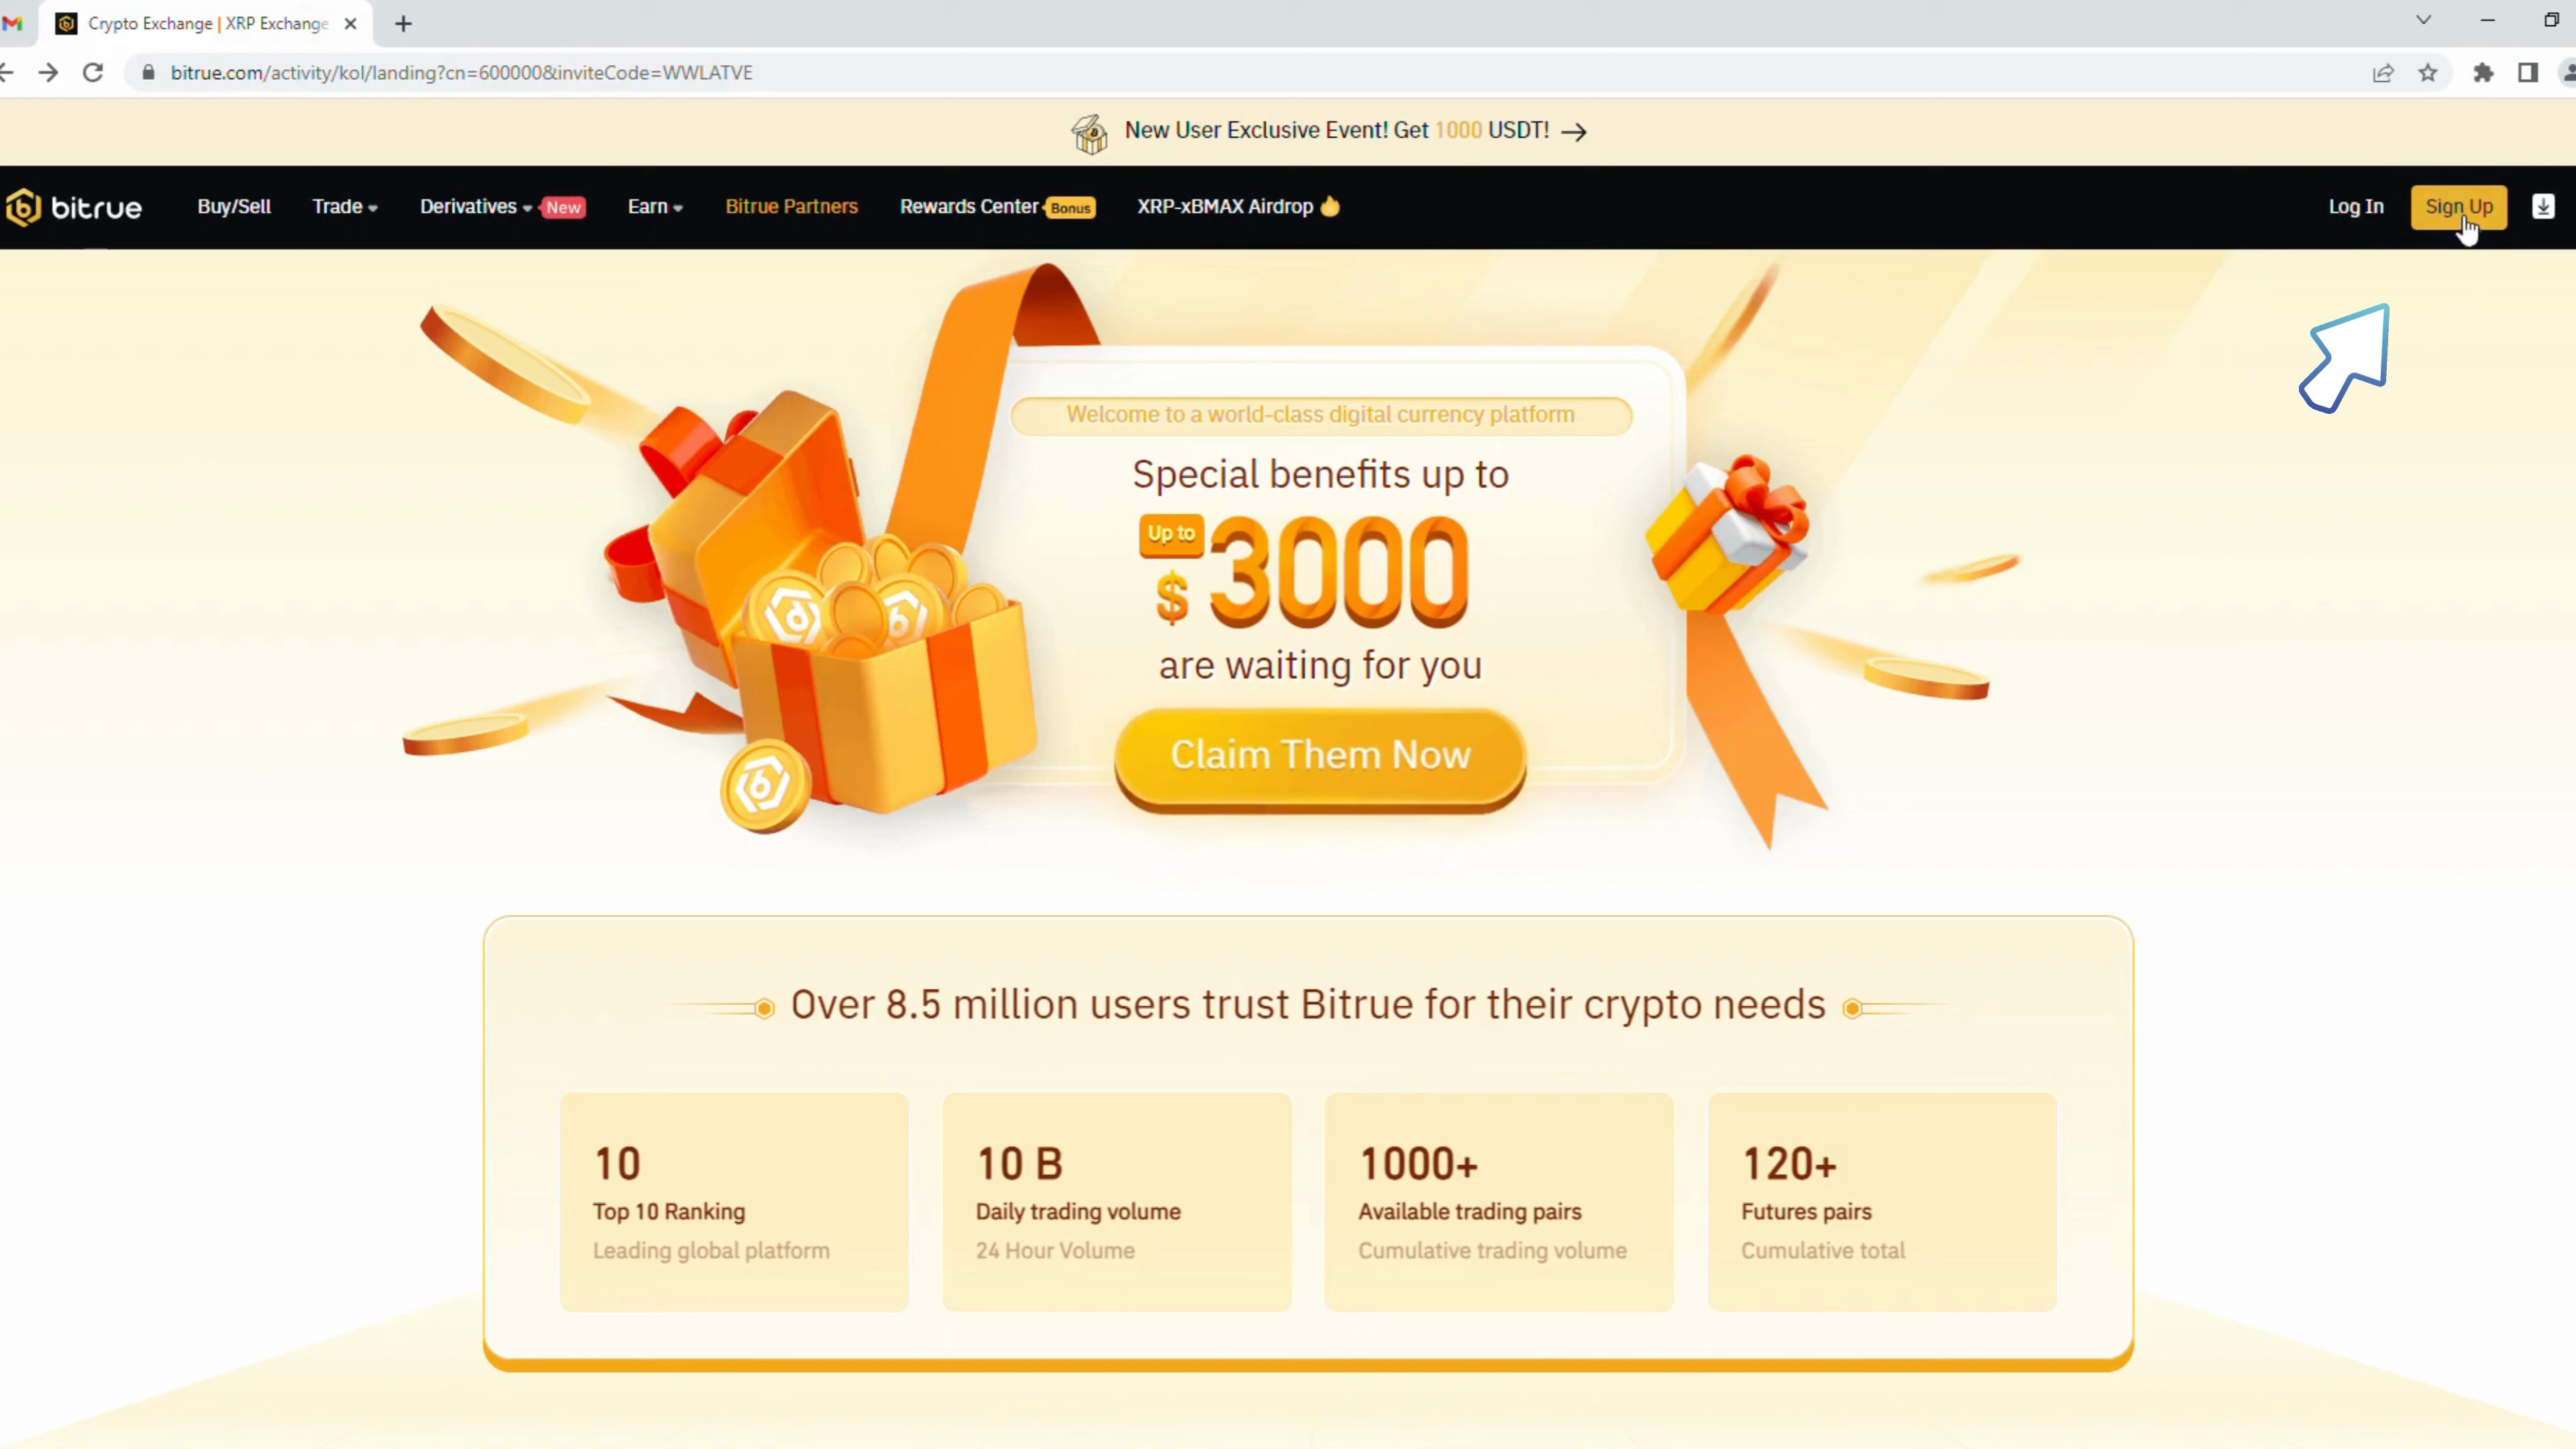 Crypto Exchange | XRP Exchange
bitrue.com/activity/kol/landing?cn=600000&inviteCode=WWLATVE
New User Exclusive Event! Get 1000 USDT! →
bitrue
Buy/Sell
Trade
Derivatives
New
Earn
Bitrue Partners
Rewards Center
Bonus
XRP-xBMAX Airdrop
Log In
Sign Up
Welcome to a world-class digital currency platform
Special benefits up to
Up to
$ 3000
are waiting for you
Claim Them Now
Over 8.5 million users trust Bitrue for their crypto needs
10
Top 10 Ranking
Leading global platform
10 B
Daily trading volume
24 Hour Volume
1000+
Available trading pairs
Cumulative trading volume
120+
Futures pairs
Cumulative total